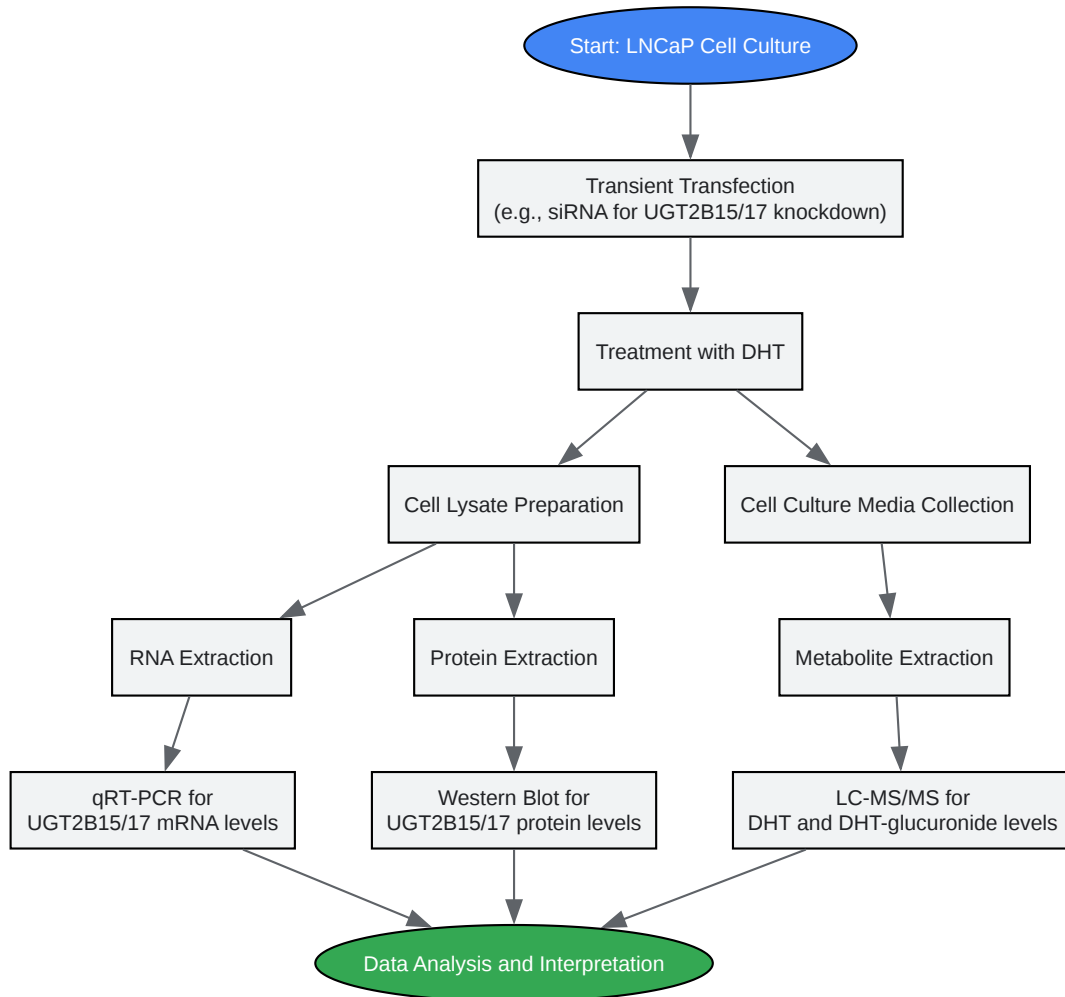 Start: LNCaP Cell Culture
Transient Transfection
(e.g., siRNA for UGT2B15/17 knockdown)
Treatment with DHT
Cell Lysate Preparation
Cell Culture Media Collection
RNA Extraction
Protein Extraction
Metabolite Extraction
qRT-PCR for
UGT2B15/17 mRNA levels
Western Blot for
UGT2B15/17 protein levels
LC-MS/MS for
DHT and DHT-glucuronide levels
Data Analysis and Interpretation